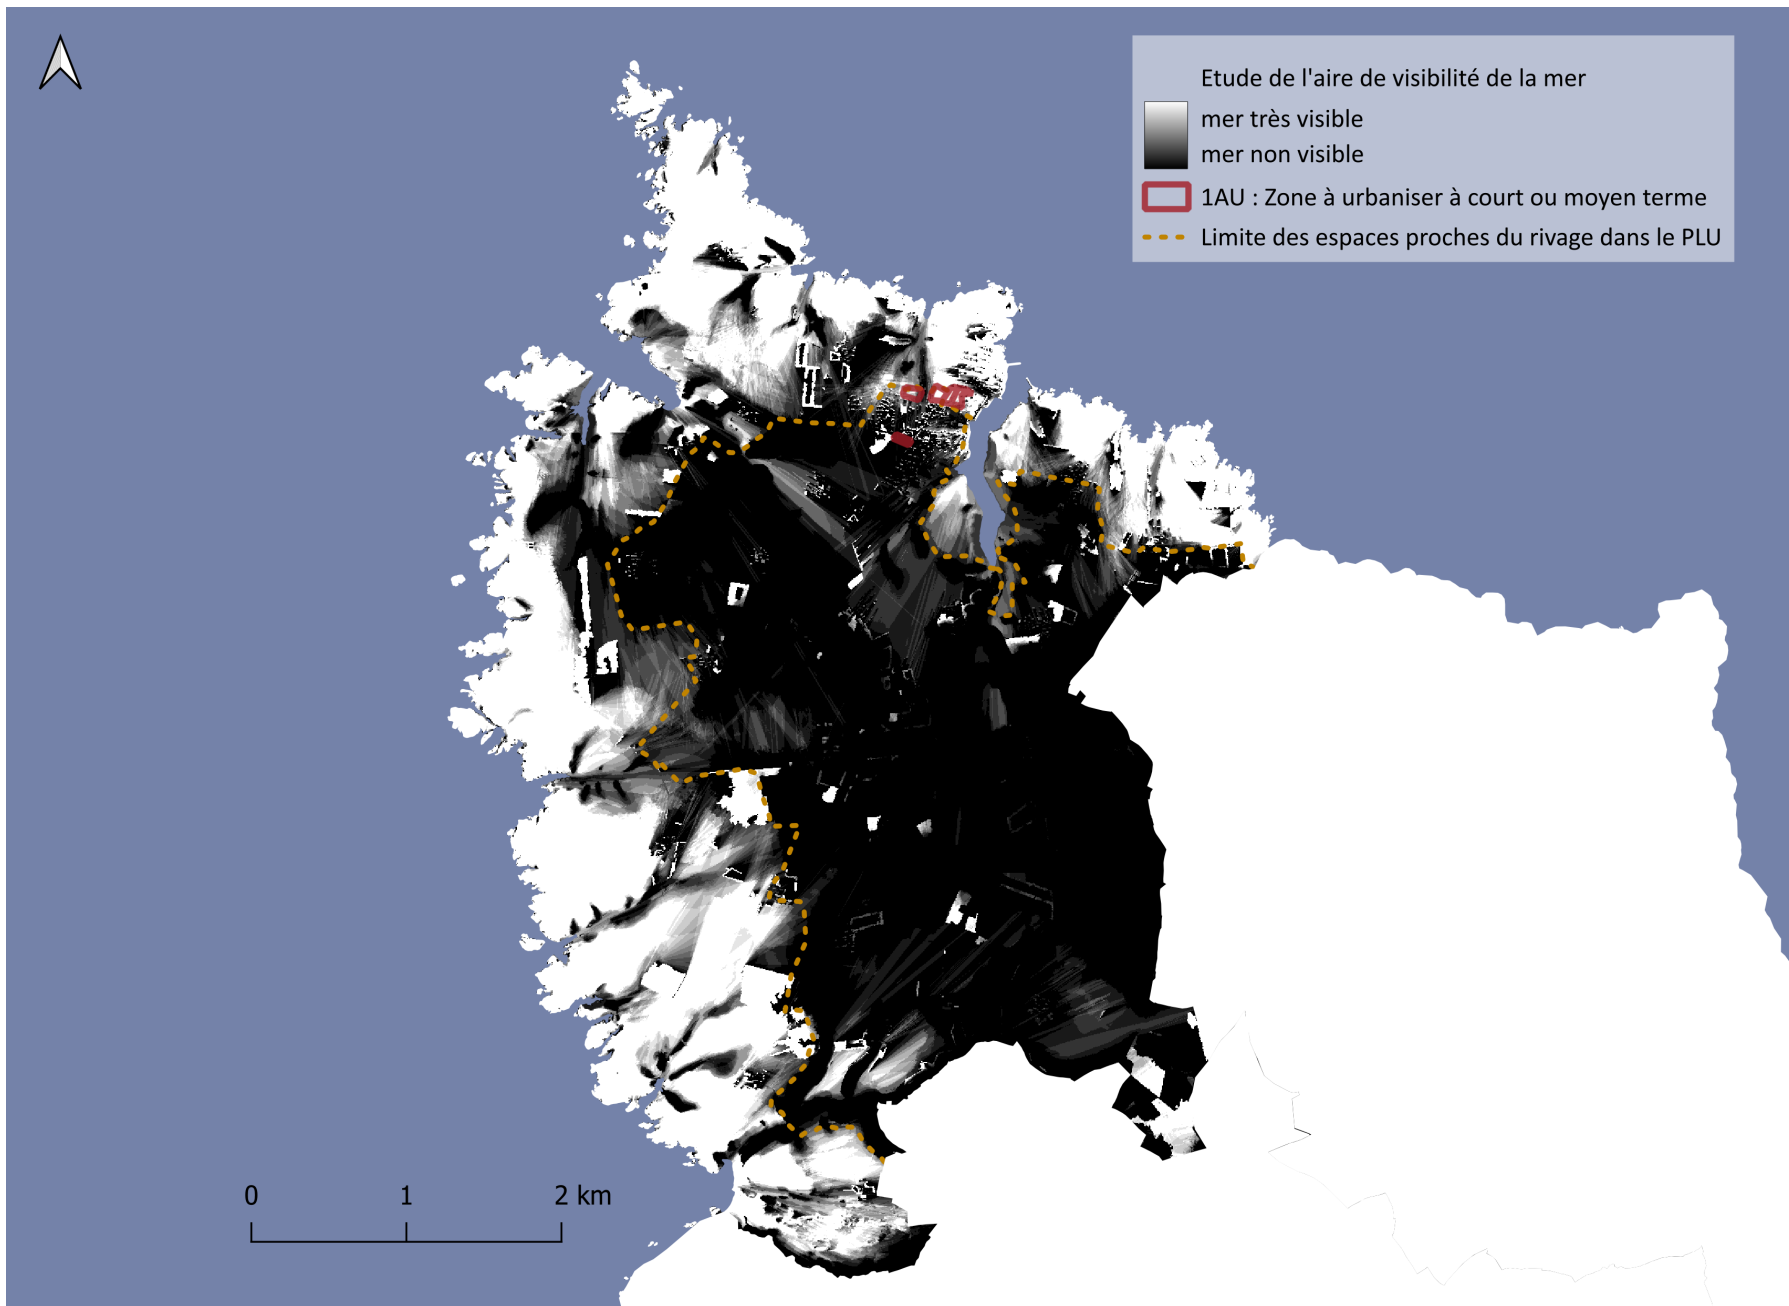 Etude de l'aire de visibilité de la mer
mer très visible
mer non visible
1AU : Zone à urbaniser à court ou moyen terme
Limite des espaces proches du rivage dans le PLU
0 1 2 km